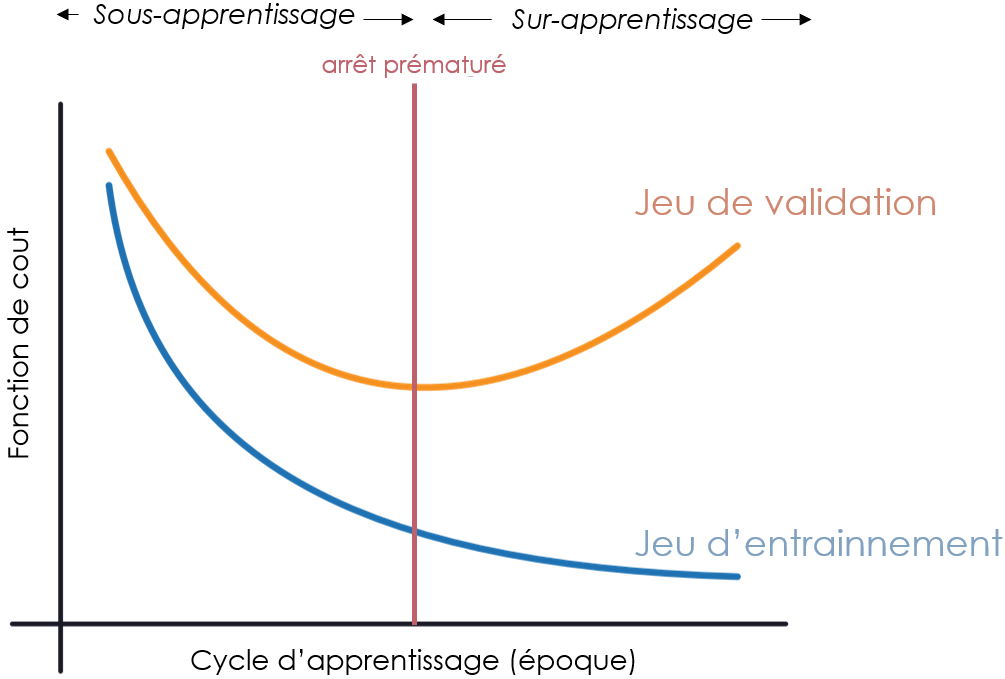 Sous-apprentissage
Sur-apprentissage
arrêt prématuré
Jeu de validation
Fonction de cout
Jeu d’entrainnement
Cycle d’apprentissage (époque)